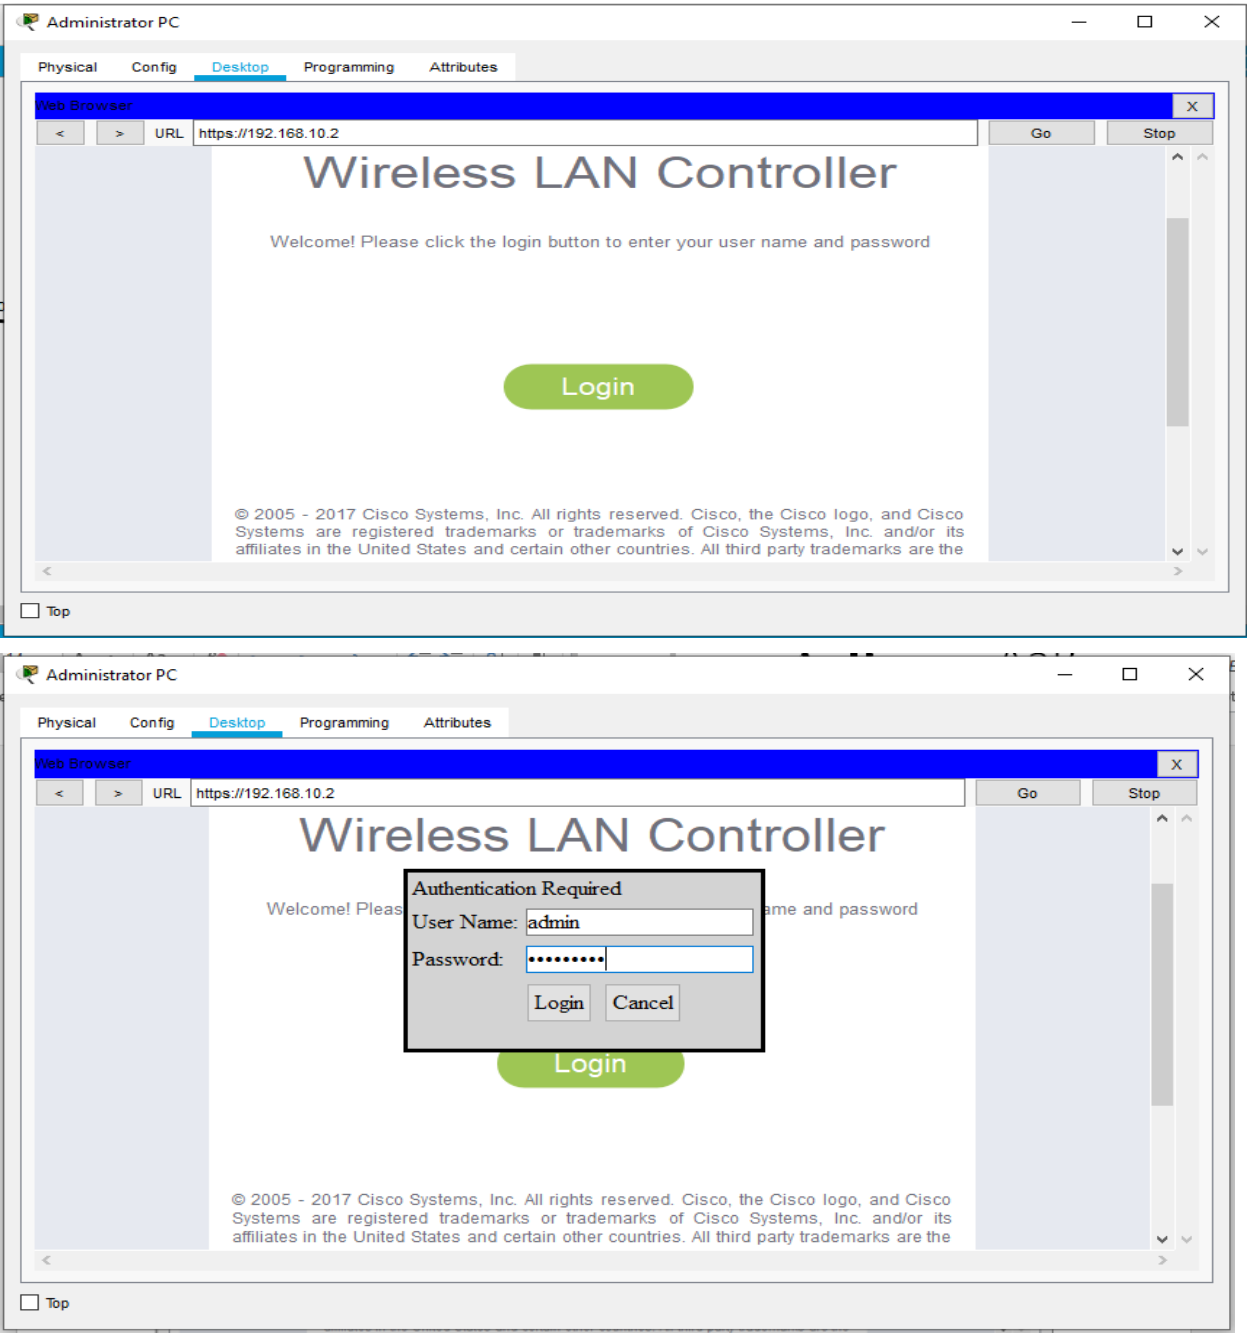 Administrator PC
Physical Config Desktop Programming Attributes
Web Browser
X
< > URL https://192.168.10.2 Go Stop
Wireless LAN Controller
Welcome! Please click the login button to enter your user name and password
Login
© 2005 - 2017 Cisco Systems, Inc. All rights reserved. Cisco, the Cisco logo, and Cisco
Systems are registered trademarks or trademarks of Cisco Systems, Inc. and/or its
affiliates in the United States and certain other countries. All third party trademarks are the
Top
Administrator PC
Physical Config Desktop Programming Attributes
Web Browser
X
< > URL https://192.168.10.2 Go Stop
Wireless LAN Controller
Welcome! Pleas
ame and password
Authentication Required
User Name: admin
Password: •••••••••
Login Cancel
Login
© 2005 - 2017 Cisco Systems, Inc. All rights reserved. Cisco, the Cisco logo, and Cisco
Systems are registered trademarks or trademarks of Cisco Systems, Inc. and/or its
affiliates in the United States and certain other countries. All third party trademarks are the
Top